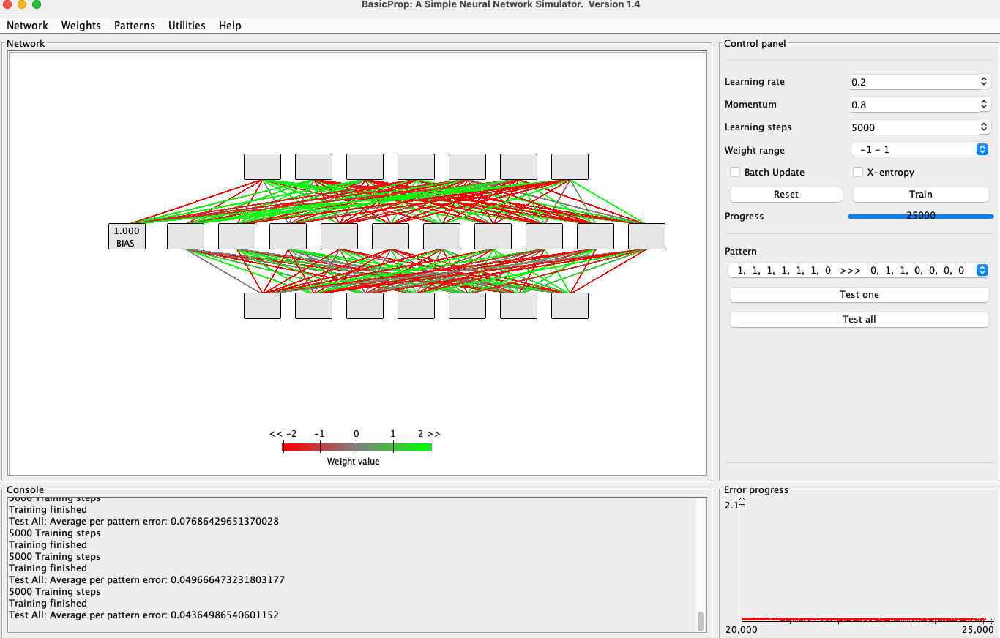 BasicProp: A Simple Neural Network Simulator. Version 1.4
Network Weights Patterns Utilities Help
Network
1.000
BIAS
<< -2 -1 0 1 2 >>
Weight value
Control panel
Learning rate 0.2
Momentum 0.8
Learning steps 5000
Weight range -1 - 1
Batch Update X-entropy
Reset Train
Progress 25000
Pattern
1, 1, 1, 1, 1, 1, 0 >>> 0, 1, 1, 0, 0, 0, 0
Test one
Test all
Console
5000 Training steps
Training finished
Test All: Average per pattern error: 0.07686429651370028
5000 Training steps
Training finished
5000 Training steps
Training finished
Test All: Average per pattern error: 0.049666473231803177
5000 Training steps
Training finished
Test All: Average per pattern error: 0.04364986540601152
Error progress
2.1
20,000 25,000